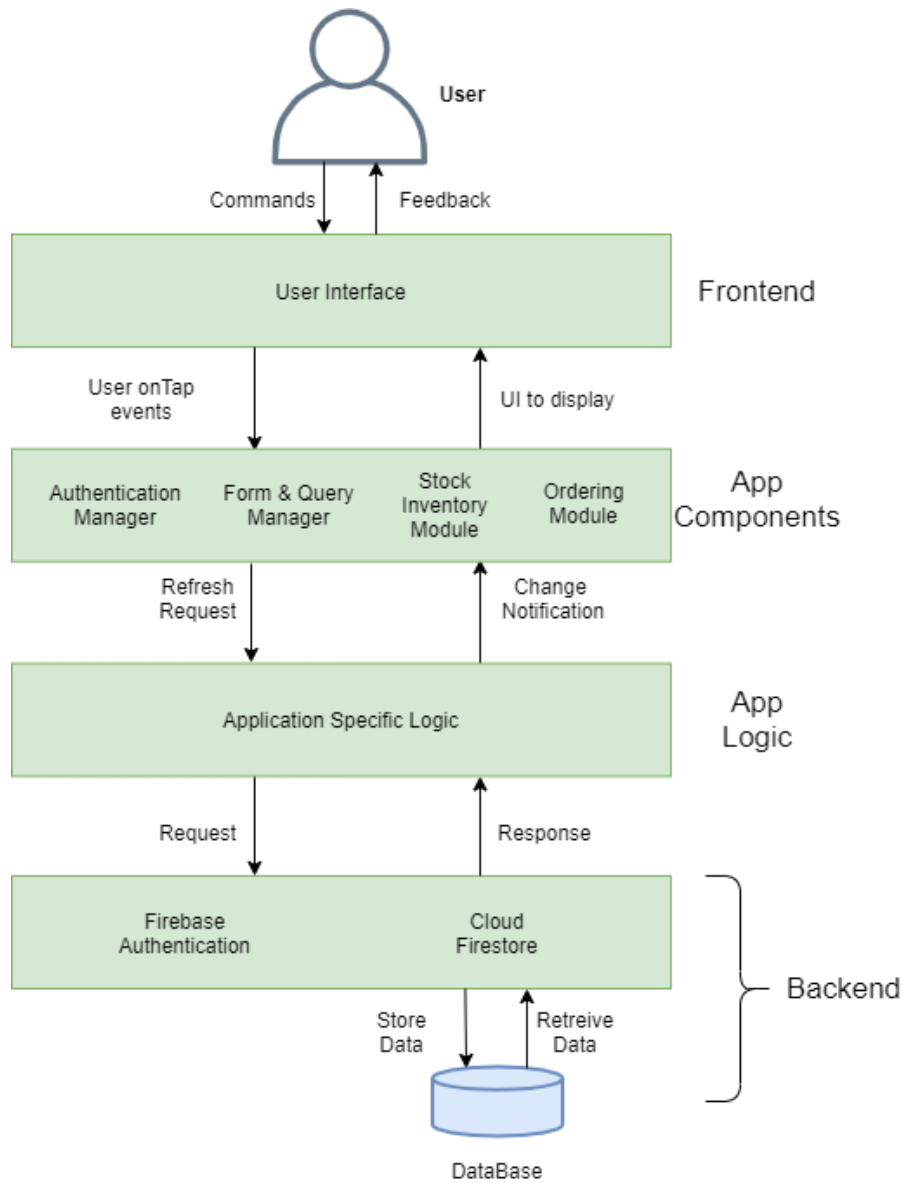 User
Commands
Feedback
User Interface
Frontend
User onTap
events
UI to display
Authentication
Manager
Form & Query
Manager
Stock
Inventory
Module
Ordering
Module
App
Components
Refresh
Request
Change
Notification
Application Specific Logic
App
Logic
Request
Response
Firebase
Authentication
Cloud
Firestore
Backend
Store
Data
Retreive
Data
DataBase